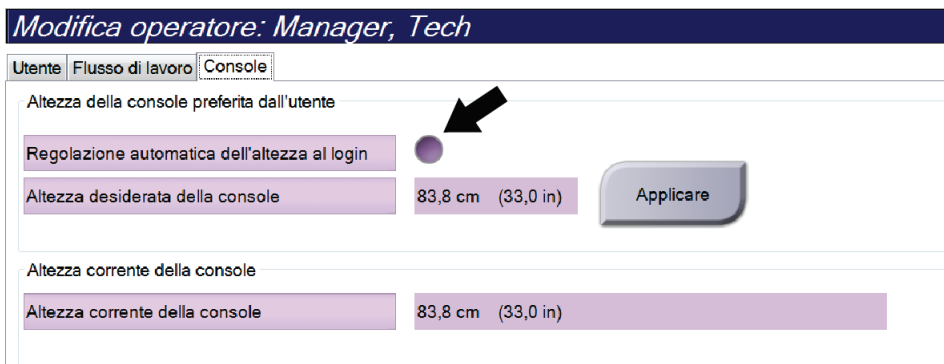 Modifica operatore: Manager, Tech
Utente Flusso di lavoro Console
Altezza della console preferita dall'utente
Regolazione automatica dell'altezza al login
Altezza desiderata della console 83,8 cm (33,0 in) Applicare
Altezza corrente della console
Altezza corrente della console 83,8 cm (33,0 in)